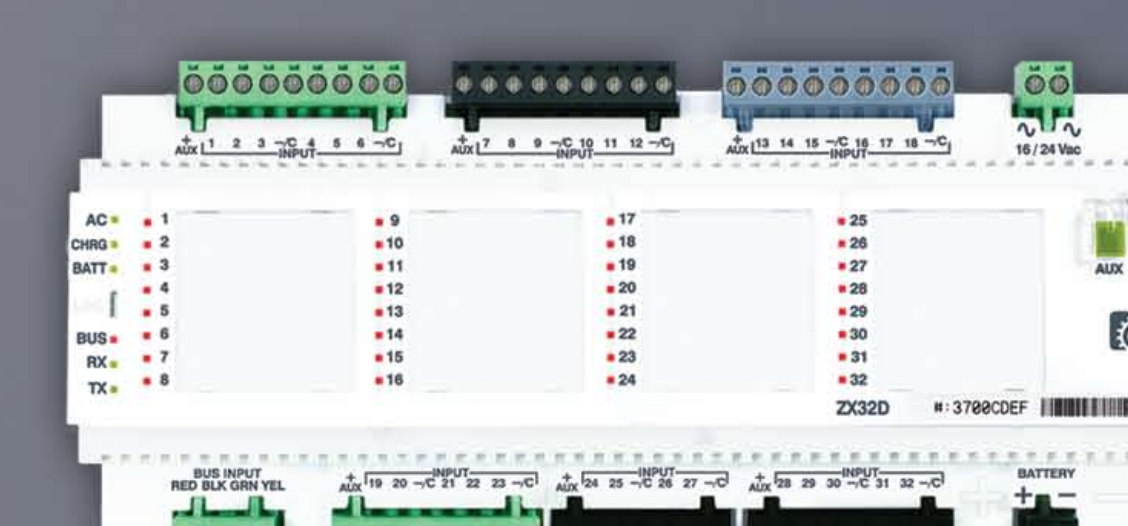 + AUX 1 2 3 –/C 4 5 6 –/C
INPUT
+ AUX 7 8 9 –/C 10 11 12 –/C
INPUT
+ AUX 13 14 15 –/C 16 17 18 –/C
INPUT
∿ ∿
16 / 24 Vac
AC
CHRG
BATT
BUS
RX
TX
1
2
3
4
5
6
7
8
9
10
11
12
13
14
15
16
17
18
19
20
21
22
23
24
25
26
27
28
29
30
31
32
AUX
ZX32D #: 3700CDEF
BUS INPUT
RED BLK GRN YEL
INPUT
+ AUX 19 20 –/C 21 22 23 –/C
INPUT
+ AUX 24 25 –/C 26 27 –/C
INPUT
+ AUX 28 29 30 –/C 31 32 –/C
BATTERY
+ –